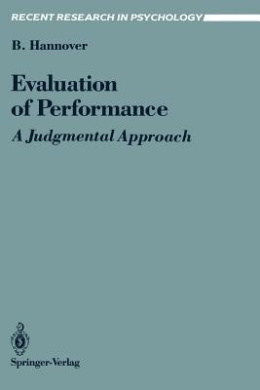 RECENT RESEARCH IN PSYCHOLOGY
B. Hannover
Evaluation
of Performance
A Judgmental Approach
Springer-Verlag